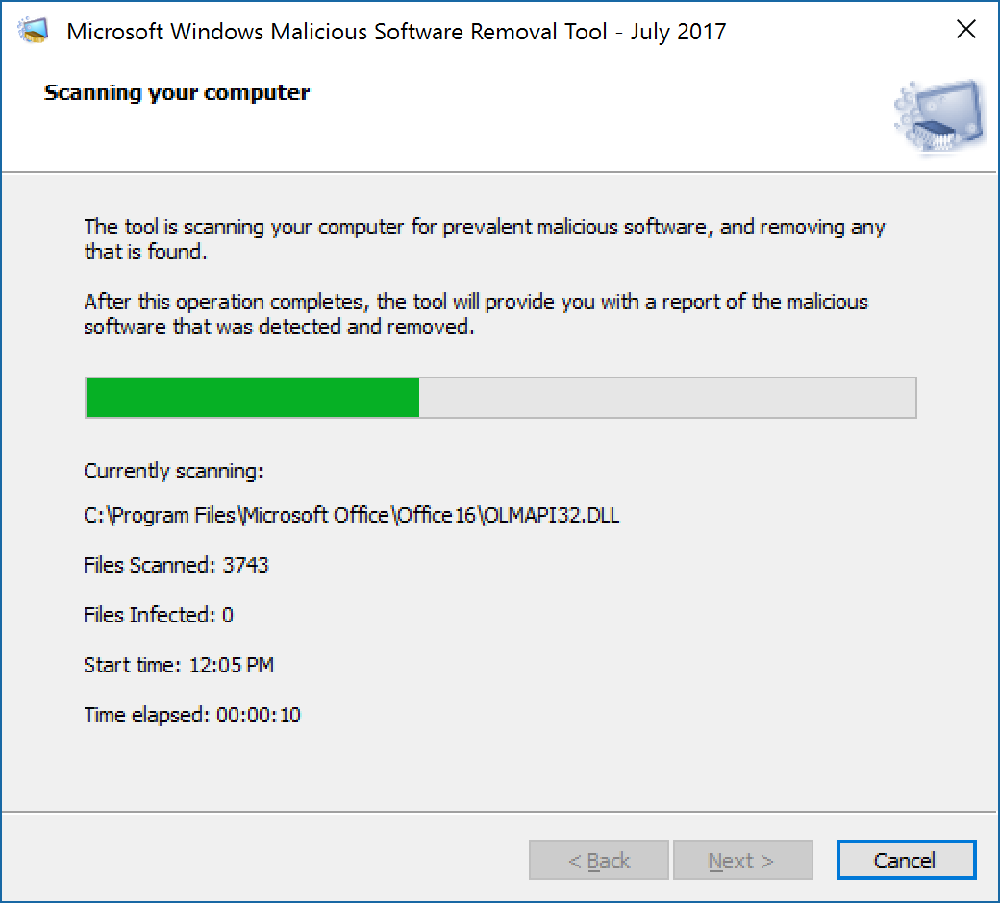 Microsoft Windows Malicious Software Removal Tool - July 2017
Scanning your computer
The tool is scanning your computer for prevalent malicious software, and removing any
that is found.
After this operation completes, the tool will provide you with a report of the malicious
software that was detected and removed.
Currently scanning:
C:\Program Files\Microsoft Office\Office16\OLMAPI32.DLL
Files Scanned: 3743
Files Infected: 0
Start time: 12:05 PM
Time elapsed: 00:00:10
< Back Next > Cancel